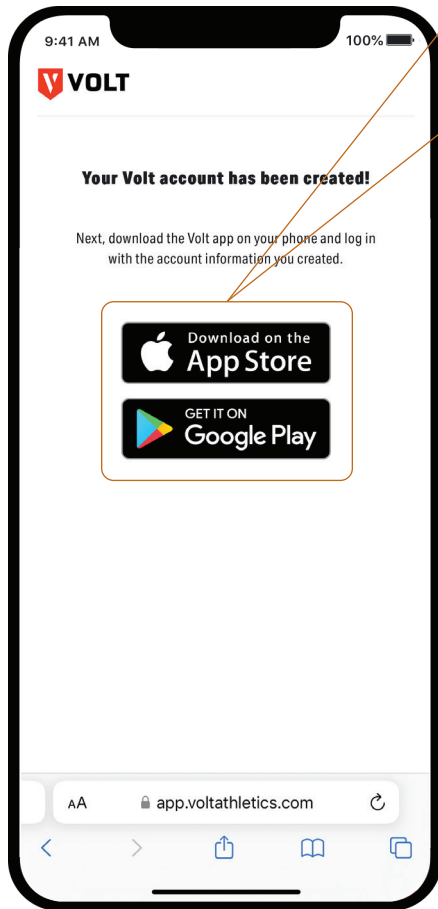 9:41 AM
100%
VOLT
Your Volt account has been created!
Next, download the Volt app on your phone and log in
with the account information you created.
Download on the
App Store
GET IT ON
Google Play
AA
app.voltathletics.com